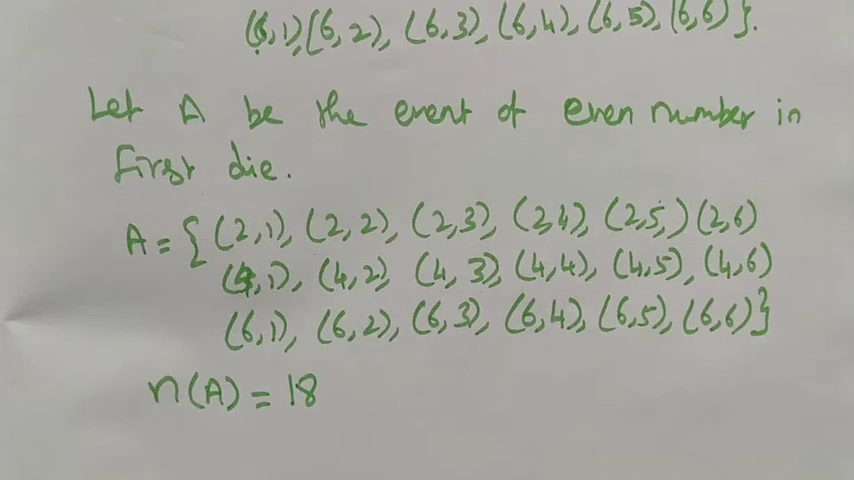 (6,1),(6,2), (6,3), (6,4), (6,5), (6,6)}.
Let A be the event of even number in
first die.
A = { (2,1), (2,2), (2,3), (2,4), (2,5,) (2,6)
(4,1), (4,2), (4,3), (4,4), (4,5), (4,6)
(6,1), (6,2), (6,3), (6,4), (6,5), (6,6)}
n(A) = 18